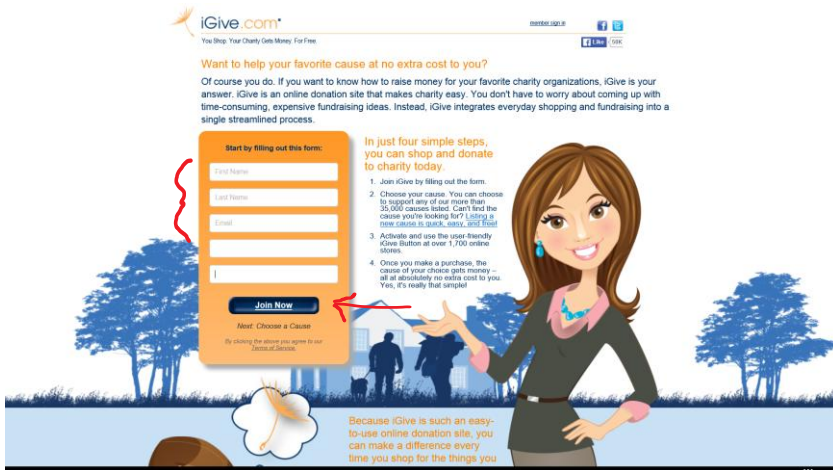 iGive.com
member sign in
You Shop. Your Charity Gets Money. For Free.
Like
Want to help your favorite cause at no extra cost to you?
Of course you do. If you want to know how to raise money for your favorite charity organizations, iGive is your
answer. iGive is an online donation site that makes charity easy. You don't have to worry about coming up with
time-consuming, expensive fundraising ideas. Instead, iGive integrates everyday shopping and fundraising into a
single streamlined process.
Start by filling out this form:
First Name
Last Name
Email
Join Now
Next: Choose a Cause
By clicking the above you agree to our
Terms of Service.
In just four simple steps,
you can shop and donate
to charity today.
1. Join iGive by filling out the form.
2. Choose your cause. You can choose
to support any of our more than
35,000 causes listed. Can't find the
cause you're looking for? Listing a
new cause is quick, easy, and free!
3. Activate and use the user-friendly
iGive Button at over 1,700 online
stores.
4. Once you make a purchase, the
cause of your choice gets money –
all at absolutely no extra cost to you.
Yes, it's really that simple!
Because iGive is such an easy-
to-use online donation site, you
can make a difference every
time you shop for the things you